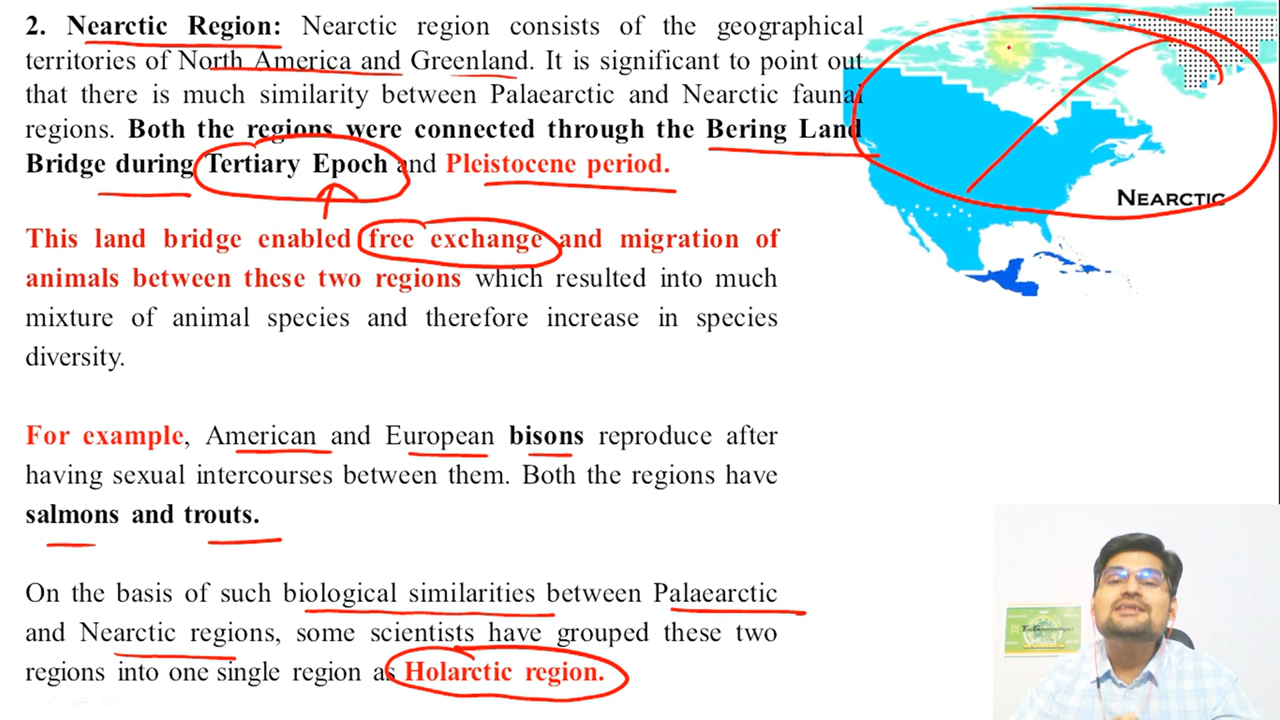 2. Nearctic Region: Nearctic region consists of the geographical
territories of North America and Greenland. It is significant to point out
that there is much similarity between Palaearctic and Nearctic faunal
regions. Both the regions were connected through the Bering Land
Bridge during Tertiary Epoch and Pleistocene period.
NEARCTIC
This land bridge enabled free exchange and migration of
animals between these two regions which resulted into much
mixture of animal species and therefore increase in species
diversity.
For example, American and European bisons reproduce after
having sexual intercourses between them. Both the regions have
salmons and trouts.
On the basis of such biological similarities between Palaearctic
and Nearctic regions, some scientists have grouped these two
regions into one single region as Holarctic region.